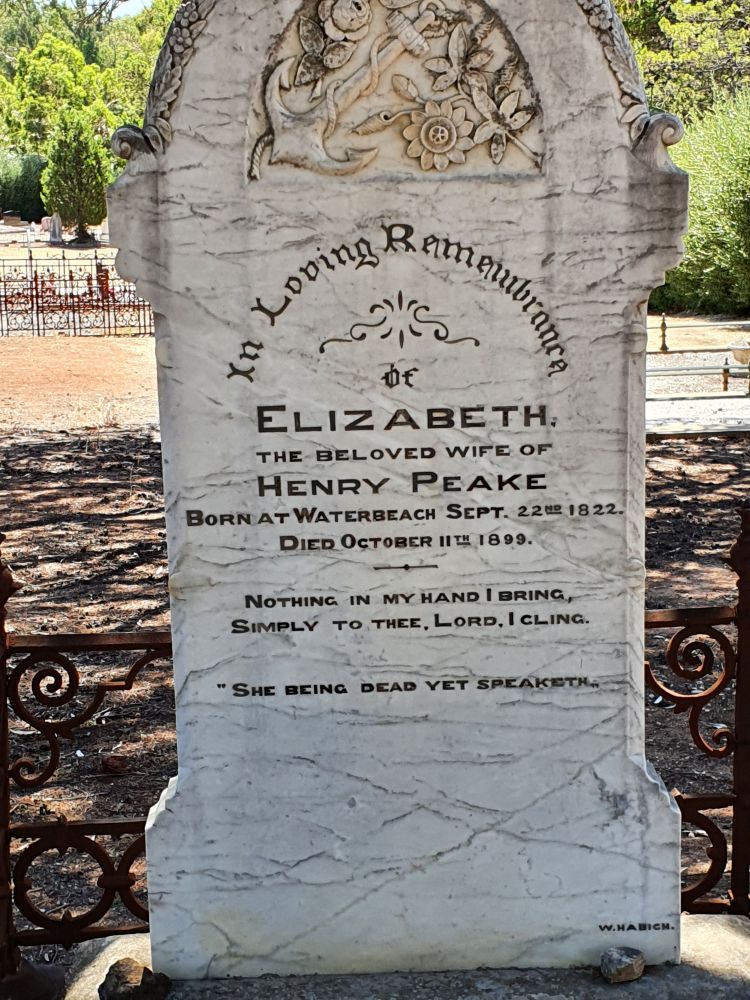 In Loving Remembrance
of
ELIZABETH,
THE BELOVED WIFE OF
HENRY PEAKE
BORN AT WATERBEACH SEPT. 22ND 1822.
DIED OCTOBER 11TH 1899.
NOTHING IN MY HAND I BRING,
SIMPLY TO THEE, LORD, I CLING.
"SHE BEING DEAD YET SPEAKETH"
W. HABICH.